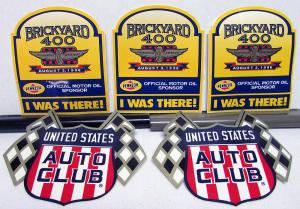 BRICKYARD
400
AUGUST 3, 1996
PENNZOIL
OFFICIAL MOTOR OIL
SPONSOR
I WAS THERE!
BRICKYARD
400
AUGUST 3, 1996
PENNZOIL
OFFICIAL MOTOR OIL
SPONSOR
I WAS THERE!
BRICKYARD
400
AUGUST 3, 1996
PENNZOIL
OFFICIAL MOTOR OIL
SPONSOR
I WAS THERE!
UNITED STATES
AUTO
CLUB ®
UNITED STATES
AUTO
CLUB ®